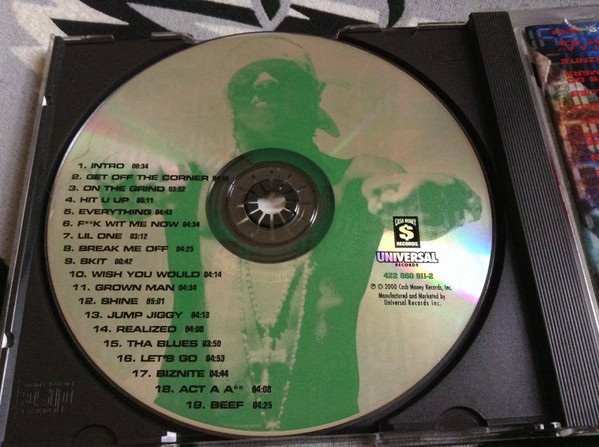 1. INTRO 00:34
2. GET OFF THE CORNER
3. ON THE GRIND 03:52
4. HIT U UP 05:11
5. EVERYTHING 04:43
6. F**K WIT ME NOW 04:34
7. LIL ONE 03:12
8. BREAK ME OFF 04:25
9. SKIT 00:42
10. WISH YOU WOULD 04:14
11. GROWN MAN 04:34
12. SHINE 05:01
13. JUMP JIGGY 04:13
14. REALIZED 04:00
15. THA BLUES 03:50
16. LET'S GO 04:53
17. BIZNITE 04:44
18. ACT A A** 04:08
19. BEEF 04:25
CASH MONEY
$
RECORDS
UNIVERSAL
RECORDS
422 860 911-2
℗ © 2000 Cash Money Records, Inc.
Manufactured and Marketed by
Universal Records Inc.